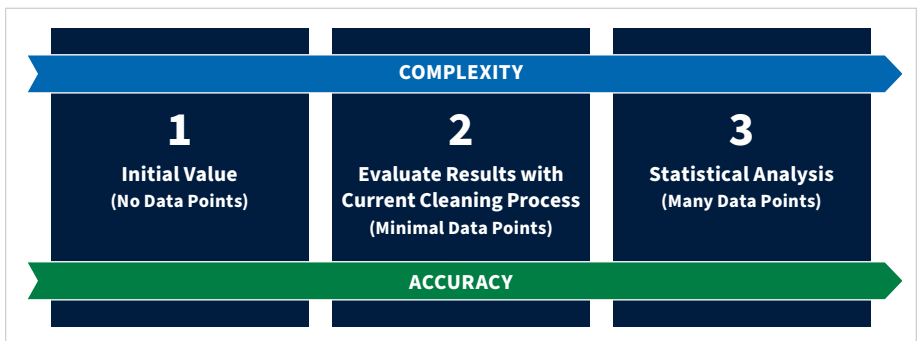 COMPLEXITY
1
Initial Value
(No Data Points)
2
Evaluate Results with
Current Cleaning Process
(Minimal Data Points)
3
Statistical Analysis
(Many Data Points)
ACCURACY